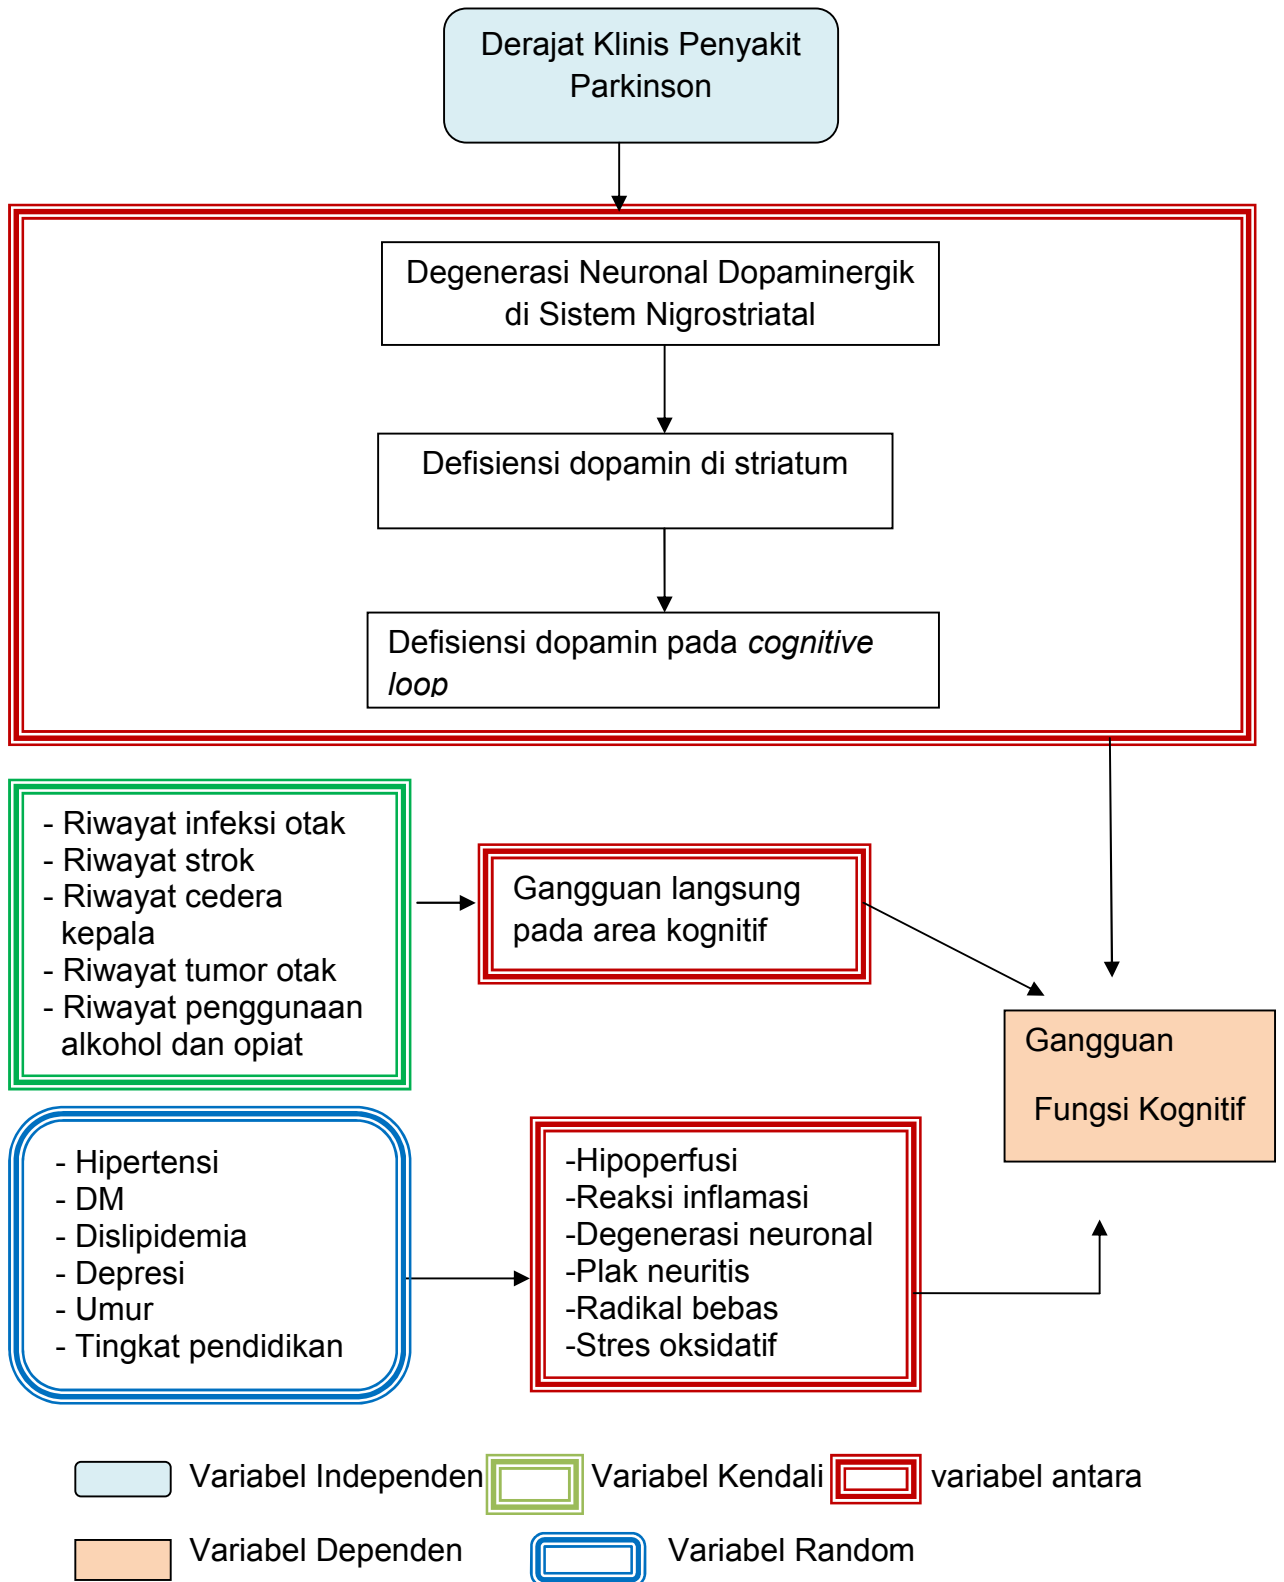 Derajat Klinis Penyakit
Parkinson
Degenerasi Neuronal Dopaminergik
di Sistem Nigrostriatal
Defisiensi dopamin di striatum
Defisiensi dopamin pada cognitive
loop
- Riwayat infeksi otak
- Riwayat strok
- Riwayat cedera
kepala
- Riwayat tumor otak
- Riwayat penggunaan
alkohol dan opiat
Gangguan langsung
pada area kognitif
Gangguan
Fungsi Kognitif
- Hipertensi
- DM
- Dislipidemia
- Depresi
- Umur
- Tingkat pendidikan
-Hipoperfusi
-Reaksi inflamasi
-Degenerasi neuronal
-Plak neuritis
-Radikal bebas
-Stres oksidatif
Variabel Independen
Variabel Kendali
variabel antara
Variabel Dependen
Variabel Random